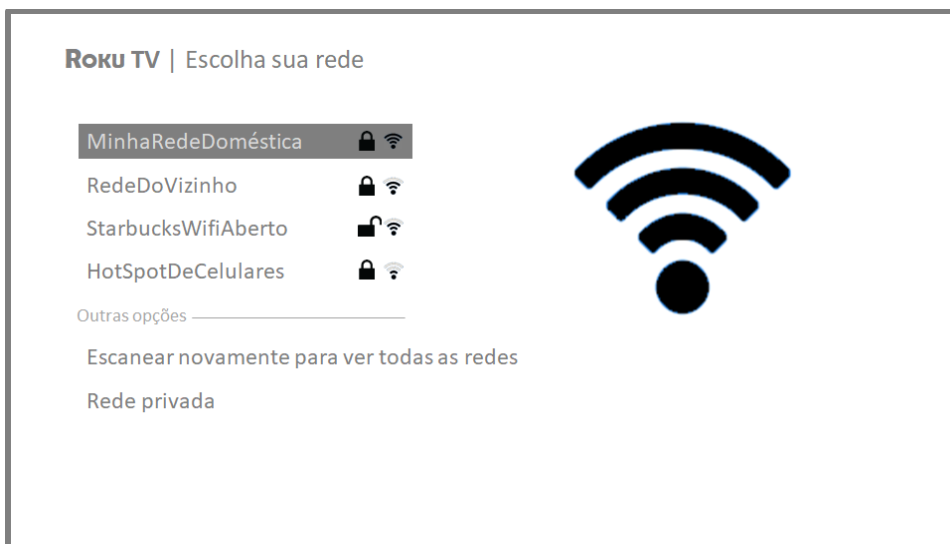 ROKU TV | Escolha sua rede
MinhaRedeDoméstica
RedeDoVizinho
StarbucksWifiAberto
HotSpotDeCelulares
Outras opções
Escanear novamente para ver todas as redes
Rede privada